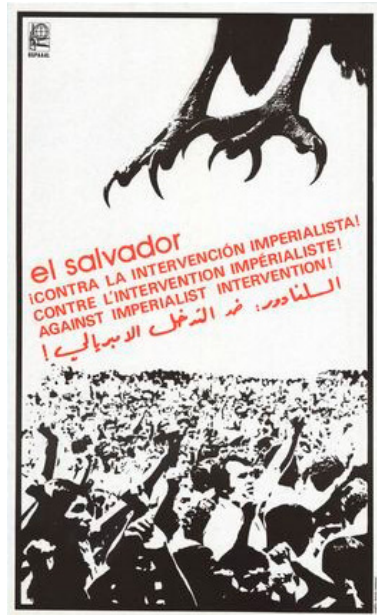 OSPAAAL
el salvador
¡CONTRA LA INTERVENCIÓN IMPERIALISTA!
CONTRE L'INTERVENTION IMPÉRIALISTE!
AGAINST IMPERIALIST INTERVENTION!
السلفادور: ضد التدخل الامبريالي!